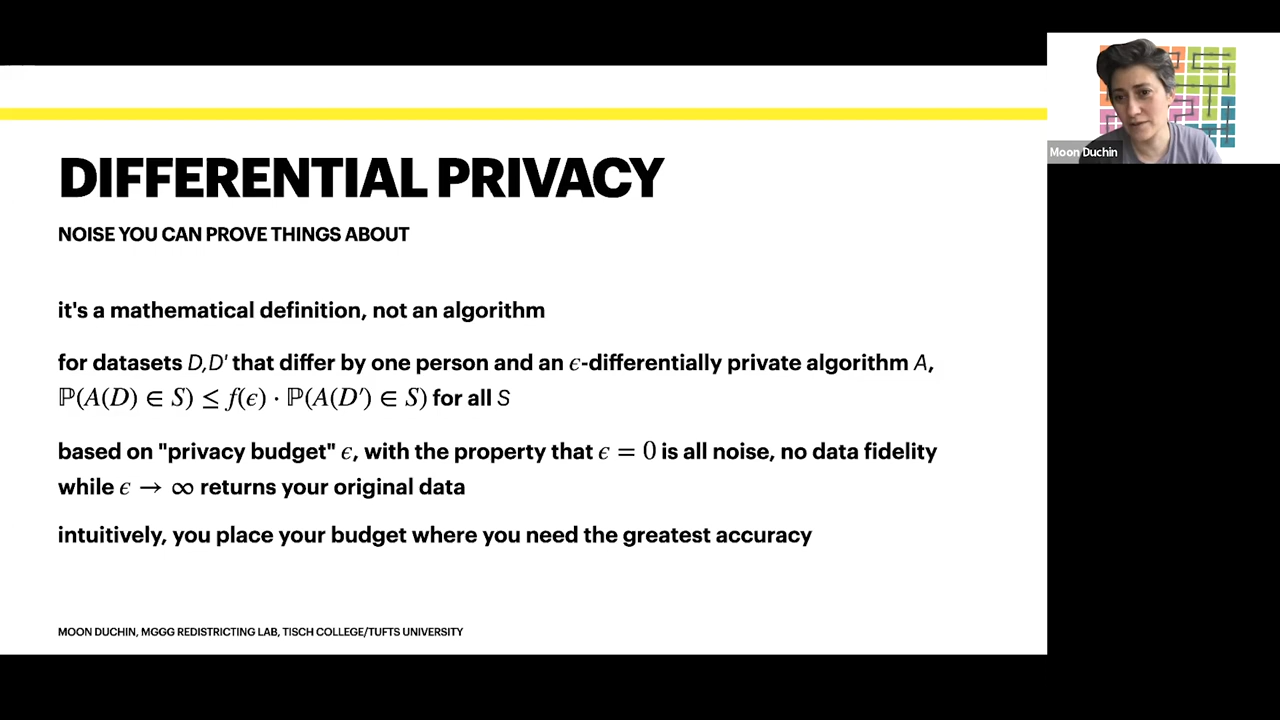 DIFFERENTIAL PRIVACY
NOISE YOU CAN PROVE THINGS ABOUT
it's a mathematical definition, not an algorithm
for datasets D,D' that differ by one person and an ϵ-differentially private algorithm A,
ℙ(A(D) ∈ S) ≤ f(ϵ) · ℙ(A(D′) ∈ S) for all S
based on "privacy budget" ϵ, with the property that ϵ = 0 is all noise, no data fidelity
while ϵ → ∞ returns your original data
intuitively, you place your budget where you need the greatest accuracy
MOON DUCHIN, MGGG REDISTRICTING LAB, TISCH COLLEGE/TUFTS UNIVERSITY
Moon Duchin